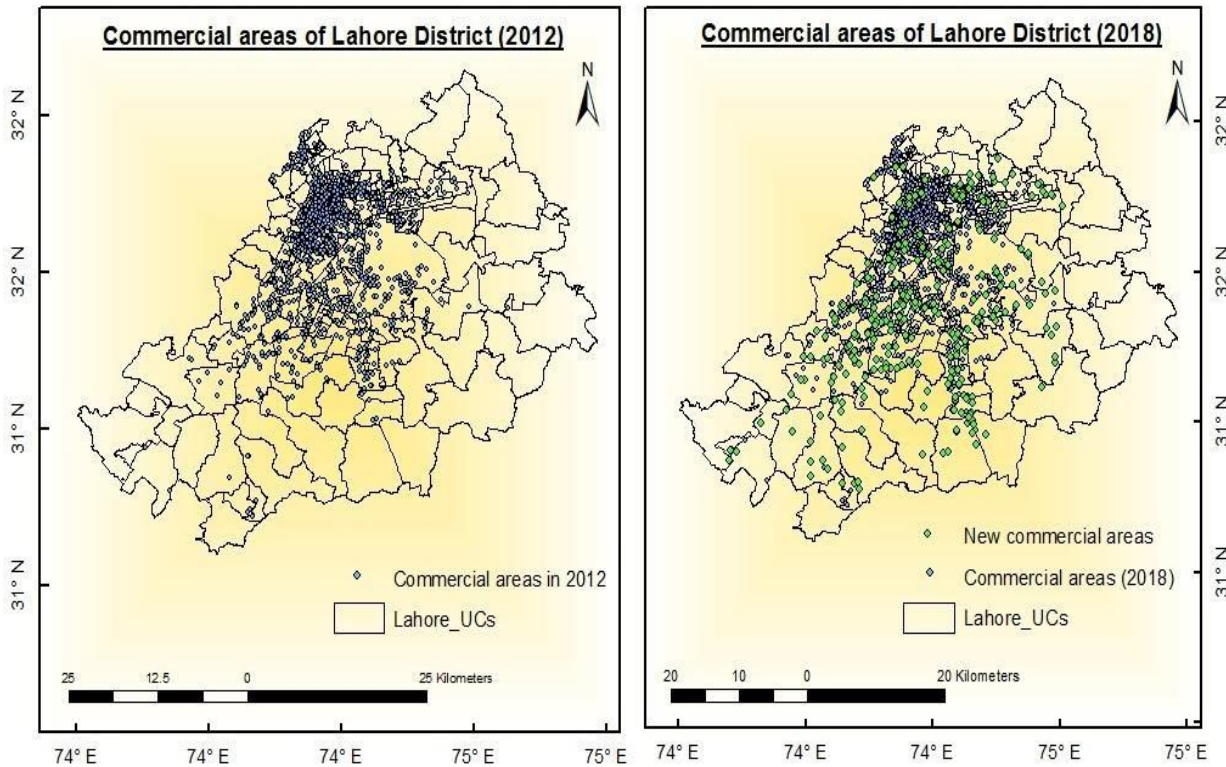 Commercial areas of Lahore District (2012)
N
32° N
32° N
31° N
31° N
Commercial areas in 2012
Lahore_UCs
25 12.5 0 25 Kilometers
74° E 74° E 74° E 75° E 75° E
Commercial areas of Lahore District (2018)
N
32° N
32° N
31° N
31° N
New commercial areas
Commercial areas (2018)
Lahore_UCs
20 10 0 20 Kilometers
74° E 74° E 74° E 75° E 75° E